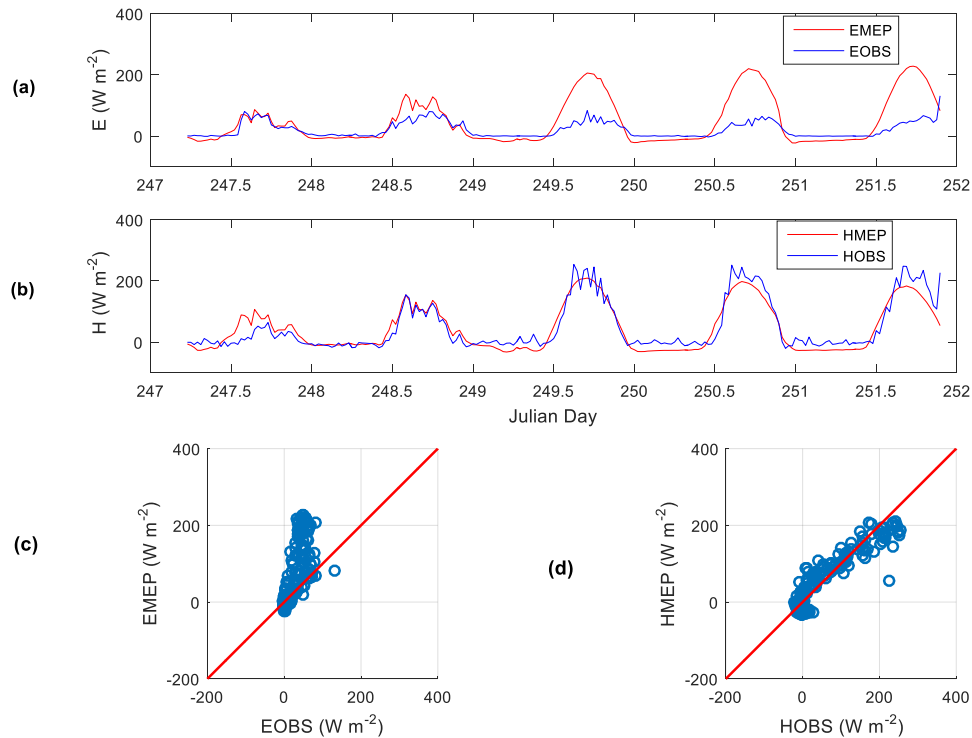 (a)
E (W m-2)
400
200
0
EMEP
EOBS
247 247.5 248 248.5 249 249.5 250 250.5 251 251.5 252
(b)
H (W m-2)
400
200
0
HMEP
HOBS
247 247.5 248 248.5 249 249.5 250 250.5 251 251.5 252
Julian Day
(c)
EMEP (W m-2)
400
200
0
-200
-200 0 200 400
EOBS (W m-2)
(d)
HMEP (W m-2)
400
200
0
-200
-200 0 200 400
HOBS (W m-2)